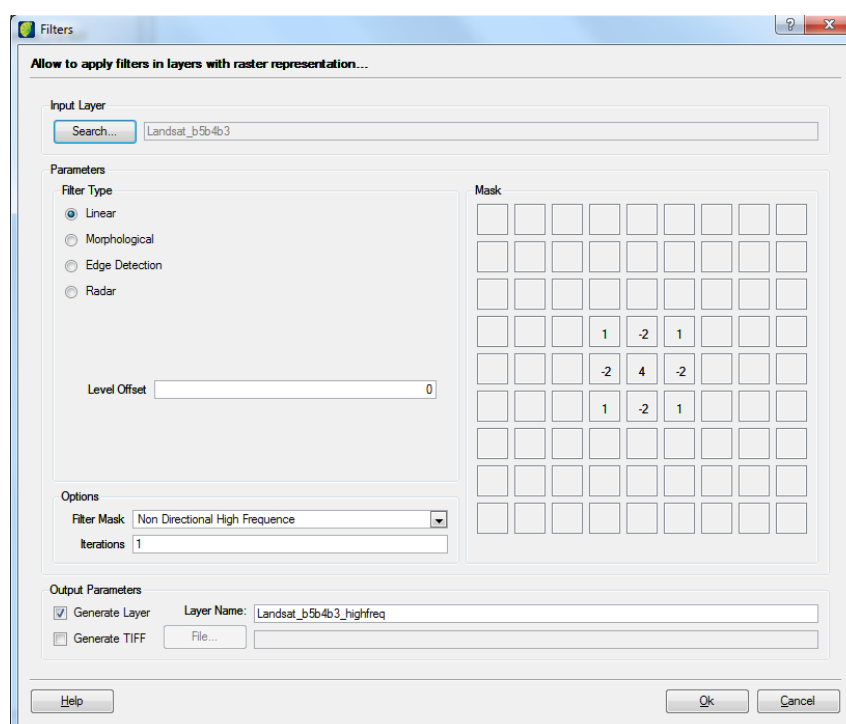 Filters
Allow to apply filters in layers with raster representation...
Input Layer
Search...
Landsat_b5b4b3
Parameters
Filter Type
Linear
Morphological
Edge Detection
Radar
Level Offset 0
Mask
1 -2 1
-2 4 -2
1 -2 1
Options
Filter Mask Non Directional High Frequence
Iterations 1
Output Parameters
Generate Layer Layer Name: Landsat_b5b4b3_highfreq
Generate TIFF File...
Help Ok Cancel